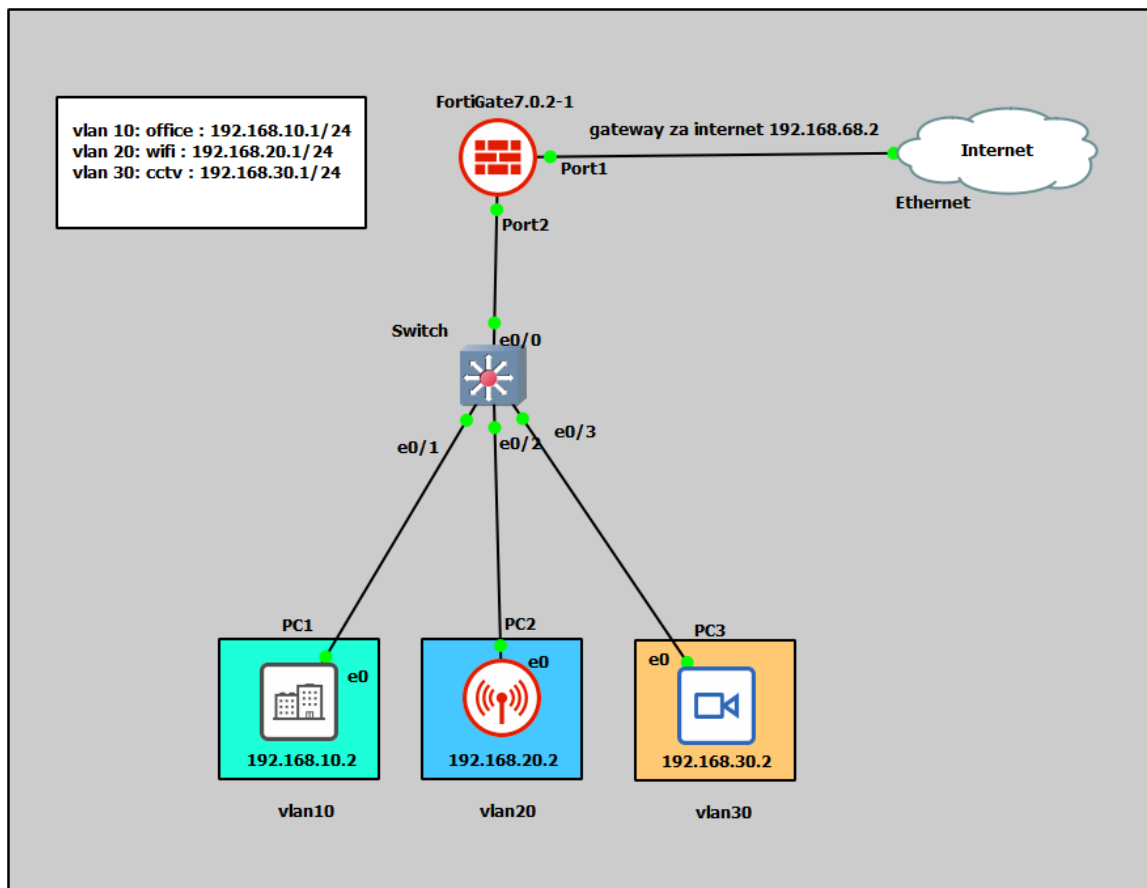 FortiGate7.0.2-1
vlan 10: office : 192.168.10.1/24
vlan 20: wifi : 192.168.20.1/24
vlan 30: cctv : 192.168.30.1/24
gateway za internet 192.168.68.2
Internet
Port1
Ethernet
Port2
Switch
e0/0
e0/1
e0/2
e0/3
PC1
PC2
PC3
e0
e0
e0
192.168.10.2
192.168.20.2
192.168.30.2
vlan10
vlan20
vlan30